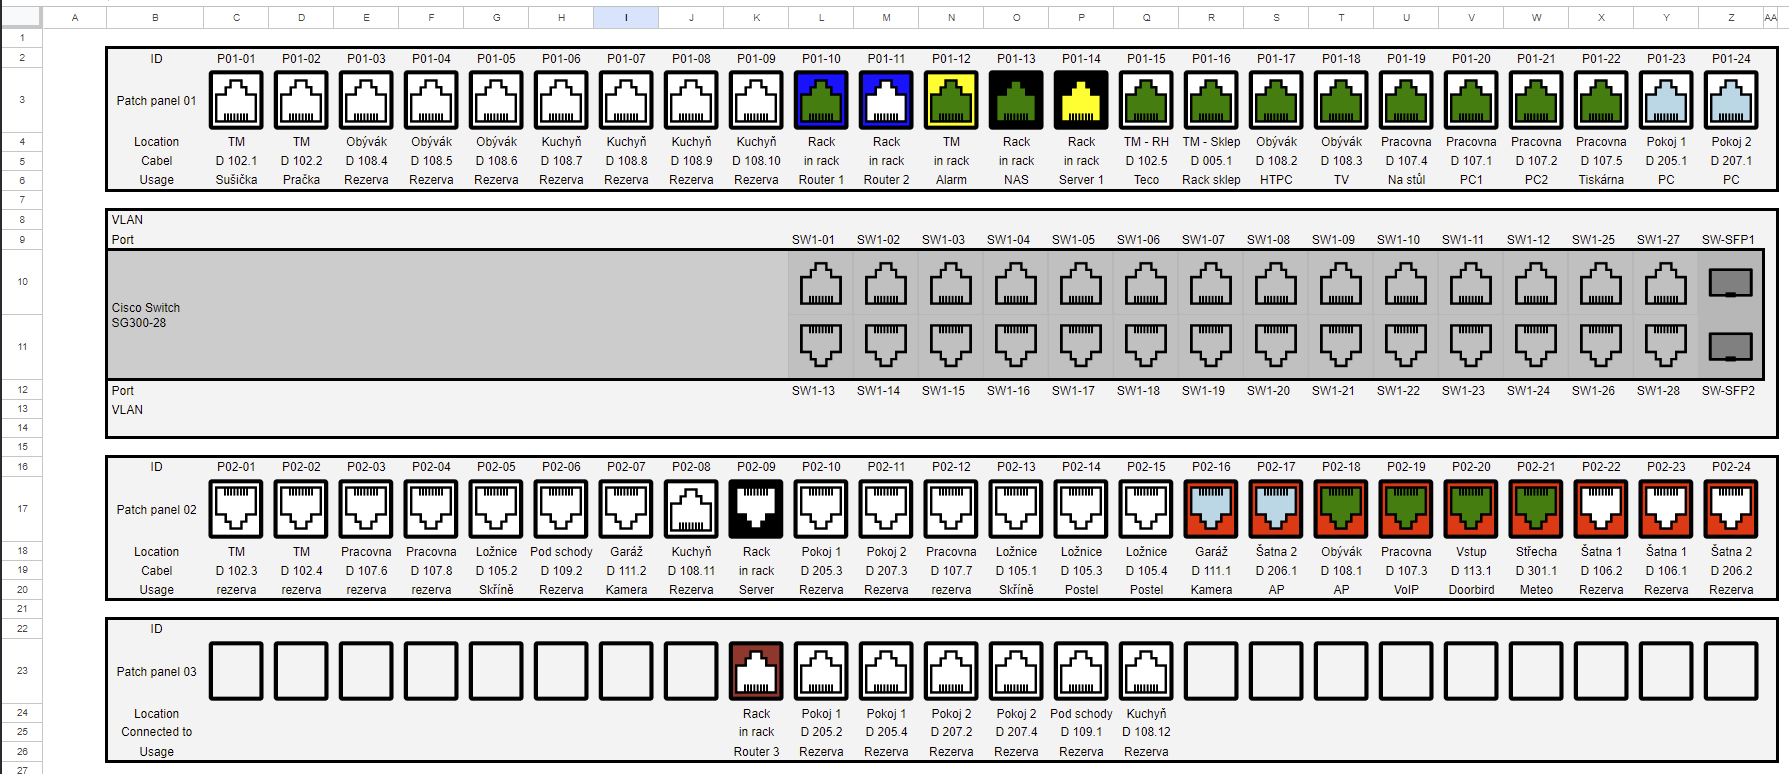 A B C D E F G H I J K L M N O P Q R S T U V W X Y Z AA
1
2 ID P01-01 P01-02 P01-03 P01-04 P01-05 P01-06 P01-07 P01-08 P01-09 P01-10 P01-11 P01-12 P01-13 P01-14 P01-15 P01-16 P01-17 P01-18 P01-19 P01-20 P01-21 P01-22 P01-23 P01-24
3 Patch panel 01
4 Location TM TM Obývák Obývák Obývák Kuchyň Kuchyň Kuchyň Kuchyň Rack Rack TM Rack Rack TM - RH TM - Sklep Obývák Obývák Pracovna Pracovna Pracovna Pracovna Pokoj 1 Pokoj 2
5 Cabel D 102.1 D 102.2 D 108.4 D 108.5 D 108.6 D 108.7 D 108.8 D 108.9 D 108.10 in rack in rack in rack in rack in rack D 102.5 D 005.1 D 108.2 D 108.3 D 107.4 D 107.1 D 107.2 D 107.5 D 205.1 D 207.1
6 Usage Sušička Pračka Rezerva Rezerva Rezerva Rezerva Rezerva Rezerva Rezerva Router 1 Router 2 Alarm NAS Server 1 Teco Rack sklep HTPC TV Na stůl PC1 PC2 Tiskárna PC PC
7
8 VLAN
9 Port SW1-01 SW1-02 SW1-03 SW1-04 SW1-05 SW1-06 SW1-07 SW1-08 SW1-09 SW1-10 SW1-11 SW1-12 SW1-25 SW1-27 SW-SFP1
10
Cisco Switch
SG300-28
11
12 Port SW1-13 SW1-14 SW1-15 SW1-16 SW1-17 SW1-18 SW1-19 SW1-20 SW1-21 SW1-22 SW1-23 SW1-24 SW1-26 SW1-28 SW-SFP2
13 VLAN
14
15
16 ID P02-01 P02-02 P02-03 P02-04 P02-05 P02-06 P02-07 P02-08 P02-09 P02-10 P02-11 P02-12 P02-13 P02-14 P02-15 P02-16 P02-17 P02-18 P02-19 P02-20 P02-21 P02-22 P02-23 P02-24
17 Patch panel 02
18 Location TM TM Pracovna Pracovna Ložnice Pod schody Garáž Kuchyň Rack Pokoj 1 Pokoj 2 Pracovna Ložnice Ložnice Ložnice Garáž Šatna 2 Obývák Pracovna Vstup Střecha Šatna 1 Šatna 1 Šatna 2
19 Cabel D 102.3 D 102.4 D 107.6 D 107.8 D 105.2 D 109.2 D 111.2 D 108.11 in rack D 205.3 D 207.3 D 107.7 D 105.1 D 105.3 D 105.4 D 111.1 D 206.1 D 108.1 D 107.3 D 113.1 D 301.1 D 106.2 D 106.1 D 206.2
20 Usage rezerva rezerva rezerva rezerva Skříně Rezerva Kamera Rezerva Server Rezerva Rezerva rezerva Skříně Postel Postel Kamera AP AP VoIP Doorbird Meteo Rezerva Rezerva Rezerva
21
22 ID
23 Patch panel 03
24 Location Rack Pokoj 1 Pokoj 1 Pokoj 2 Pokoj 2 Pod schody Kuchyň
25 Connected to in rack D 205.2 D 205.4 D 207.2 D 207.4 D 109.1 D 108.12
26 Usage Router 3 Rezerva Rezerva Rezerva Rezerva Rezerva Rezerva
27